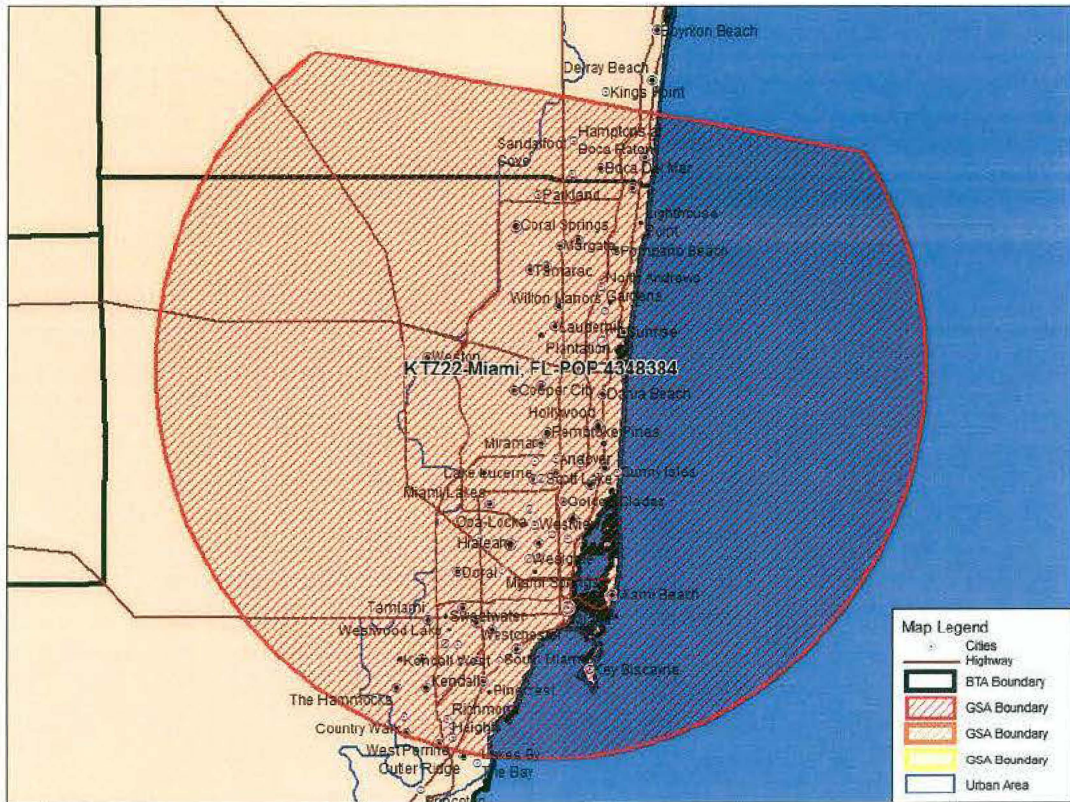 Boynton Beach
Delray Beach
Kings Point
Hamptons at
Boca Raton
Sandalfoot
Cove
Boca Del Mar
Parkland
Lighthouse
Point
Coral Springs
Margate
Pompano Beach
Tamarac
North Andrews
Gardens
Wilton Manors
Lauderhill
Sunrise
Plantation
Weston
KTZ22-Miami, FL-POP 4348384
Cooper City
Dania Beach
Hollywood
Pembroke Pines
Miramar
Andover
Lake Lucerne
Sunny Isles
Scott Lake
Miami Lakes
Golden Glades
Opa-Locka
Westview
Hialeah
Doral
Miami Springs
Miami Beach
Tamiami
Sweetwater
Westwood Lake
Westchester
Kendall West
South Miami
Key Biscayne
Kendall
Pinecrest
The Hammocks
Richmond
Heights
Country Walk
West Perrine
Lakes By
The Bay
Cutler Ridge
Princeton
Map Legend
Cities
Highway
BTA Boundary
GSA Boundary
GSA Boundary
GSA Boundary
Urban Area